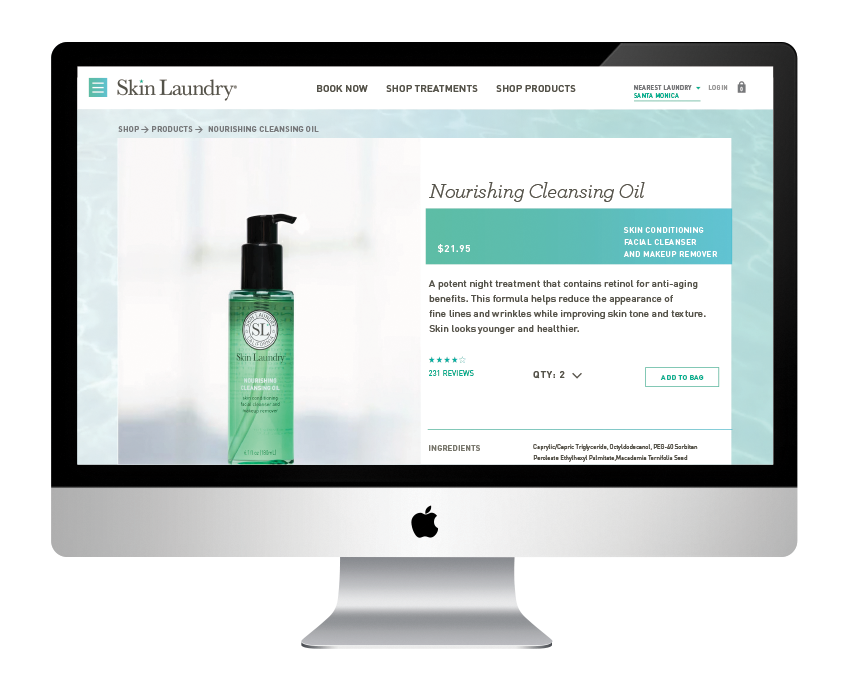 Skin Laundry®
BOOK NOW
SHOP TREATMENTS
SHOP PRODUCTS
NEAREST LAUNDRY
SANTA MONICA
LOGIN
0
SHOP → PRODUCTS → NOURISHING CLEANSING OIL
Nourishing Cleansing Oil
$21.95
SKIN CONDITIONING
FACIAL CLEANSER
AND MAKEUP REMOVER
A potent night treatment that contains retinol for anti-aging
benefits. This formula helps reduce the appearance of
fine lines and wrinkles while improving skin tone and texture.
Skin looks younger and healthier.
231 REVIEWS
QTY: 2
ADD TO BAG
INGREDIENTS
Caprylic/Capric Triglyceride, Octyldodecanol, PEG-40 Sorbitan
Peroleate Ethylhexyl Palmitate,Macadamia Ternifolia Seed
SKIN LAUNDRY
SL
CALIFORNIA
Skin Laundry
NOURISHING
CLEANSING OIL
skin conditioning
facial cleanser and
makeup remover